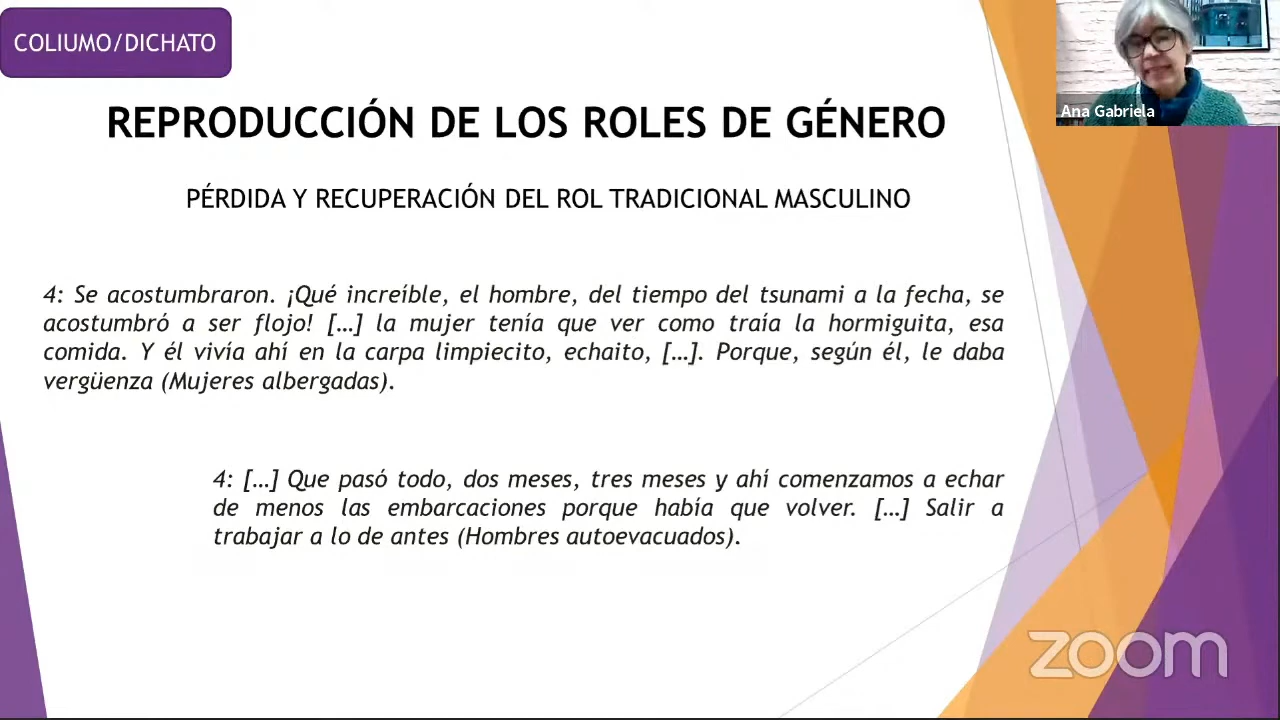 COLIUMO/DICHATO
Ana Gabriela
REPRODUCCIÓN DE LOS ROLES DE GÉNERO
PÉRDIDA Y RECUPERACIÓN DEL ROL TRADICIONAL MASCULINO
4: Se acostumbraron. ¡Qué increíble, el hombre, del tiempo del tsunami a la fecha, se
acostumbró a ser flojo! […] la mujer tenía que ver como traía la hormiguita, esa
comida. Y él vivía ahí en la carpa limpiecito, echaito, […]. Porque, según él, le daba
vergüenza (Mujeres albergadas).
4: […] Que pasó todo, dos meses, tres meses y ahí comenzamos a echar
de menos las embarcaciones porque había que volver. […] Salir a
trabajar a lo de antes (Hombres autoevacuados).
zoom